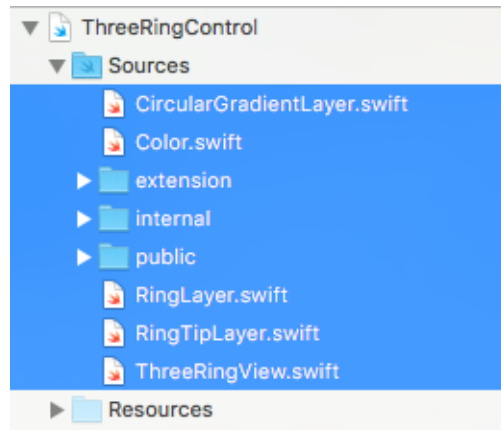 ThreeRingControl
Sources
CircularGradientLayer.swift
Color.swift
extension
internal
public
RingLayer.swift
RingTipLayer.swift
ThreeRingView.swift
Resources